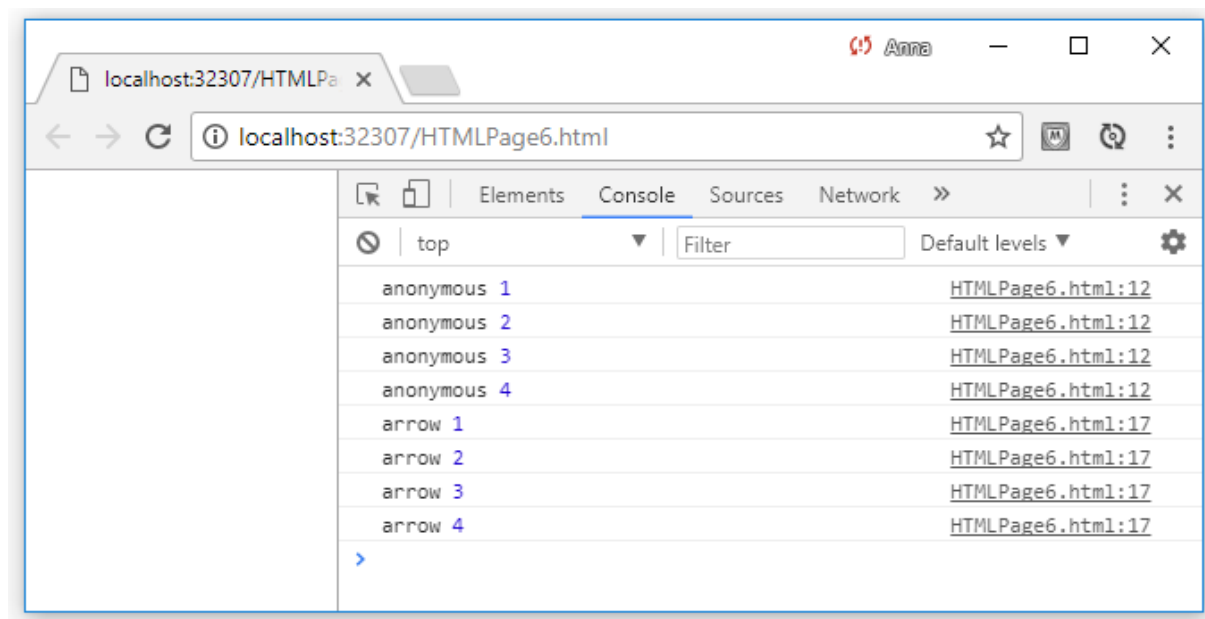 Anna
localhost:32307/HTMLPa
localhost:32307/HTMLPage6.html
Elements Console Sources Network »
top Filter Default levels
anonymous 1 HTMLPage6.html:12
anonymous 2 HTMLPage6.html:12
anonymous 3 HTMLPage6.html:12
anonymous 4 HTMLPage6.html:12
arrow 1 HTMLPage6.html:17
arrow 2 HTMLPage6.html:17
arrow 3 HTMLPage6.html:17
arrow 4 HTMLPage6.html:17